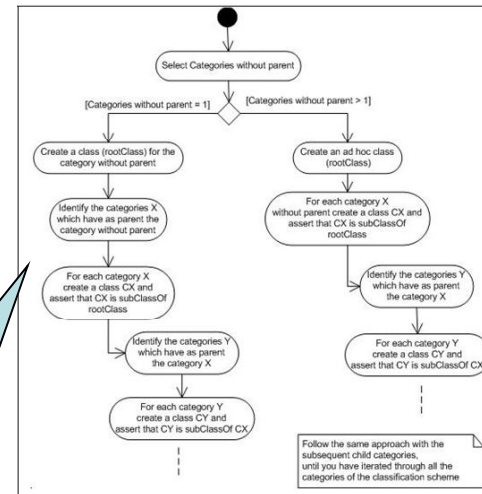 Select Categories without parent
[Categories without parent = 1]
[Categories without parent > 1]
Create a class (rootClass) for the
category without parent
Identify the categories X
which have as parent the
category without parent
For each category X
create a class CX and
assert that CX is subClassOf
rootClass
Identify the categories Y
which have as parent
the category X
For each category Y
create a class CY and
assert that CY is subClassOf CX
Create an ad hoc class
(rootClass)
For each category X
without parent create a class CX and
assert that CX is subClassOf
rootClass
Identify the categories Y
which have as parent
the category X
For each category Y
create a class CY and
assert that CY is subClassOf CX
Follow the same approach with the
subsequent child categories,
until you have iterated through all the
categories of the classification scheme